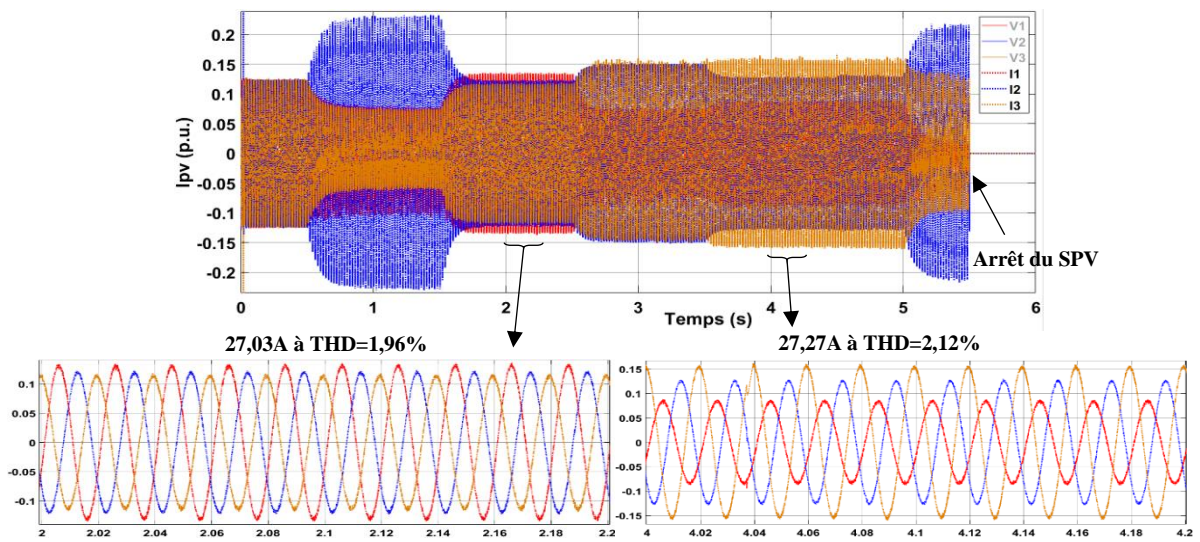 Ipv (p.u.)
0.2
0.15
0.1
0.05
0
-0.05
-0.1
-0.15
-0.2
V1
V2
V3
I1
I2
I3
0 1 2 3 4 5 6
Temps (s)
Arrêt du SPV
27,03A à THD=1,96%
27,27A à THD=2,12%
0.1
0.05
0
-0.05
-0.1
2 2.02 2.04 2.06 2.08 2.10 2.12 2.14 2.16 2.18 2.2
0.15
0.1
0.05
0
-0.05
-0.1
-0.15
4 4.02 4.04 4.06 4.08 4.10 4.12 4.14 4.16 4.18 4.2